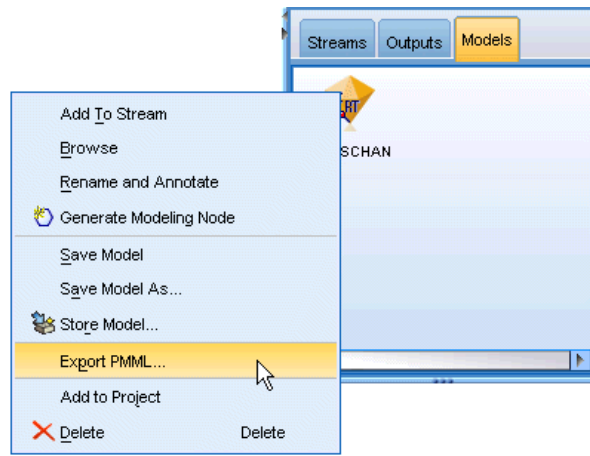 Streams Outputs Models
RT
SCHAN
Add To Stream
Browse
Rename and Annotate
Generate Modeling Node
Save Model
Save Model As...
Store Model...
Export PMML...
Add to Project
Delete Delete